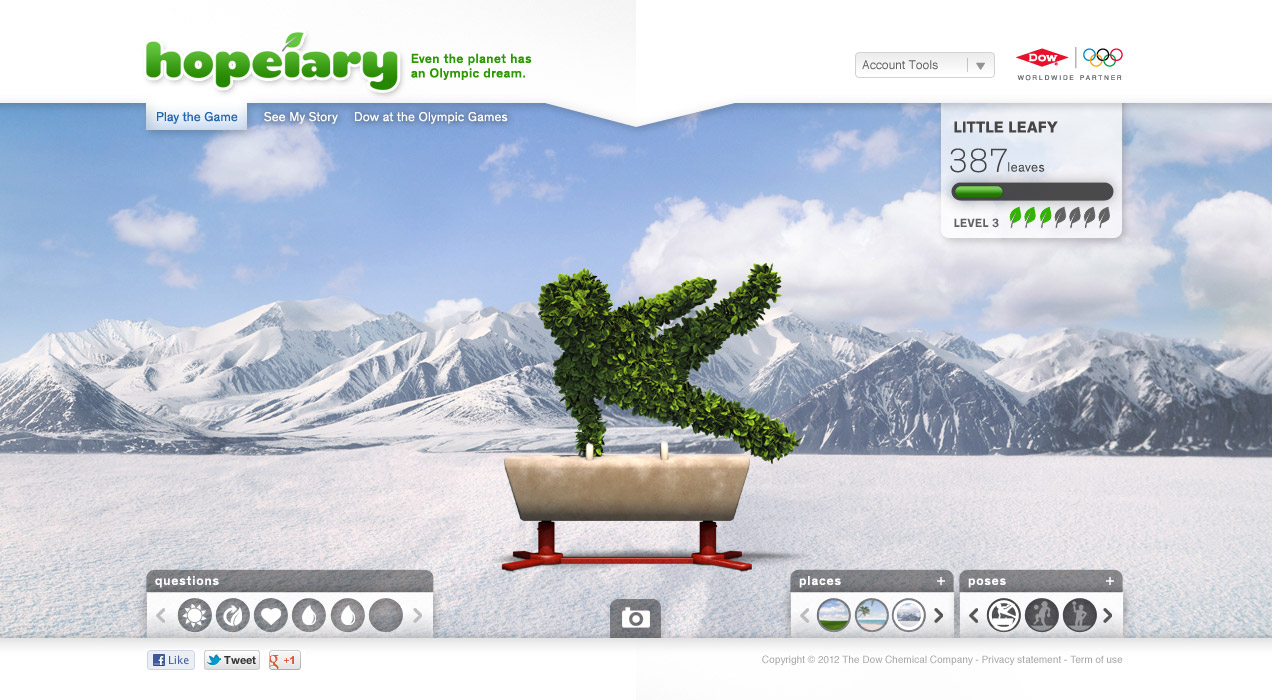 hopeiary
Even the planet has
an Olympic dream.
Account Tools
DOW
WORLDWIDE PARTNER
Play the Game
See My Story
Dow at the Olympic Games
LITTLE LEAFY
387 leaves
LEVEL 3
questions
places
+
poses
+
Like
Tweet
g +1
Copyright © 2012 The Dow Chemical Company - Privacy statement - Term of use